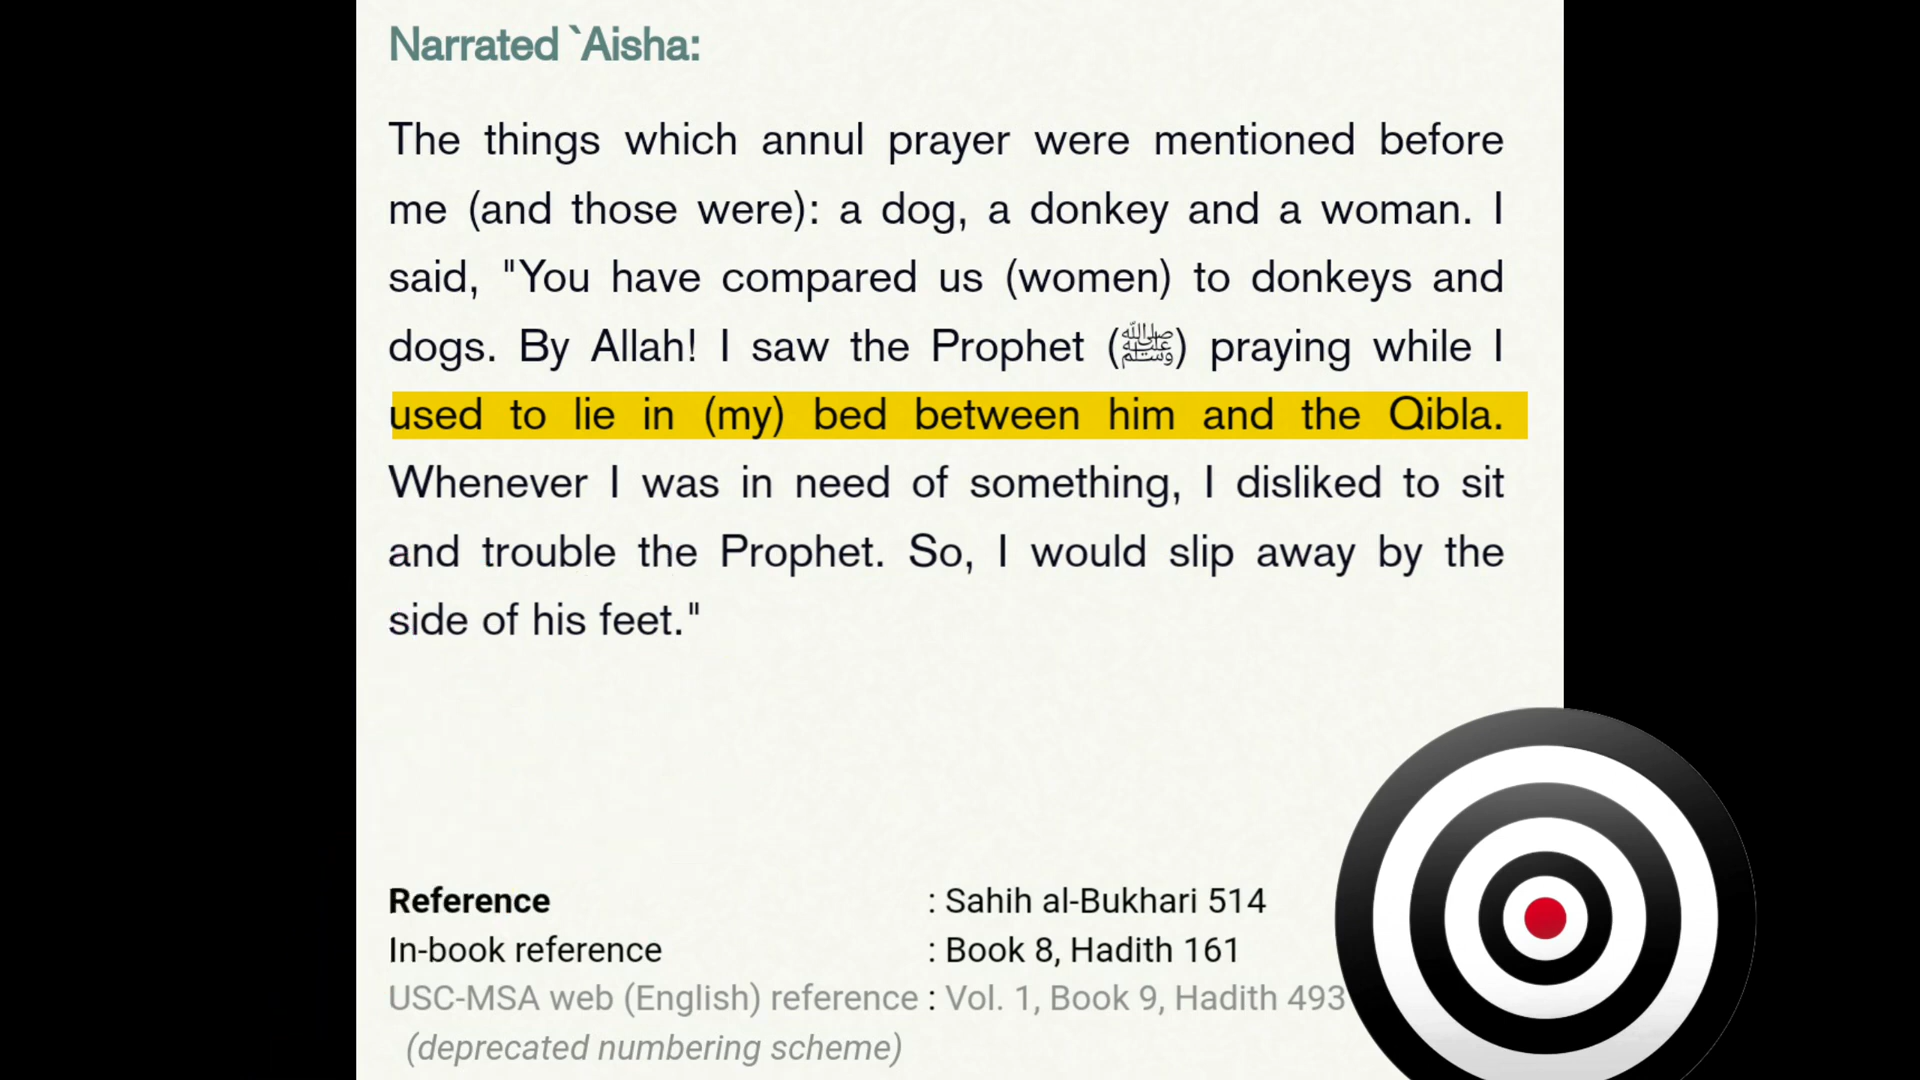 Narrated `Aisha:
The things which annul prayer were mentioned before
me (and those were): a dog, a donkey and a woman. I
said, "You have compared us (women) to donkeys and
dogs. By Allah! I saw the Prophet (ﷺ) praying while I
used to lie in (my) bed between him and the Qibla.
Whenever I was in need of something, I disliked to sit
and trouble the Prophet. So, I would slip away by the
side of his feet."
Reference : Sahih al-Bukhari 514
In-book reference : Book 8, Hadith 161
USC-MSA web (English) reference : Vol. 1, Book 9, Hadith 493
(deprecated numbering scheme)